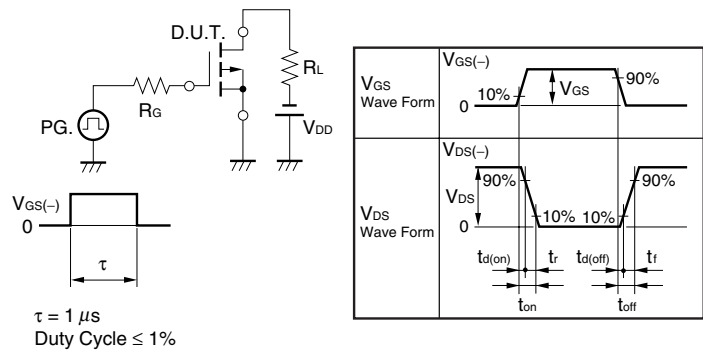 D.U.T.
RL
RG
PG.
VDD
VGS(−)
0
τ
τ = 1 μs
Duty Cycle ≤ 1%
VGS
Wave Form
VGS(−)
10%
VGS
90%
0
VDS
Wave Form
VDS(−)
90%
VDS
10%
10%
90%
0
td(on)
tr
td(off)
tf
ton
toff